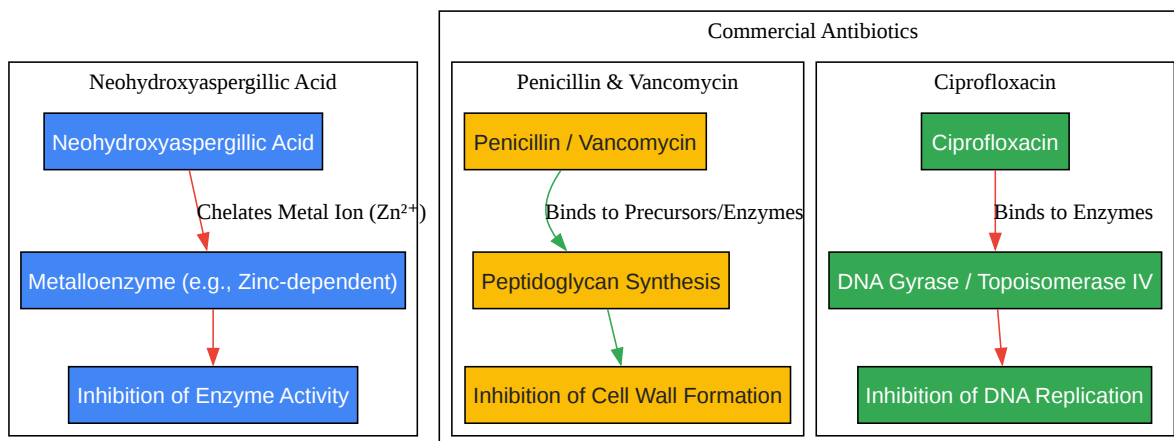 Commercial Antibiotics
Neohydroxyaspergillic Acid
Neohydroxyaspergillic Acid
Chelates Metal Ion (Zn²⁺)
Metalloenzyme (e.g., Zinc-dependent)
Inhibition of Enzyme Activity
Penicillin & Vancomycin
Penicillin / Vancomycin
Binds to Precursors/Enzymes
Peptidoglycan Synthesis
Inhibition of Cell Wall Formation
Ciprofloxacin
Ciprofloxacin
Binds to Enzymes
DNA Gyrase / Topoisomerase IV
Inhibition of DNA Replication